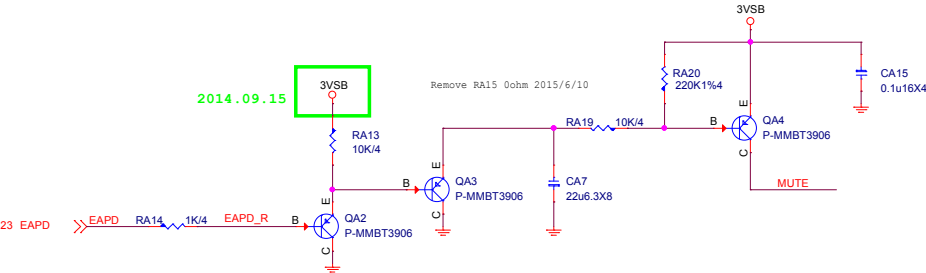 3VSB
2014.09.15
3VSB
Remove RA15 0ohm 2015/6/10
RA20
220K1%4
CA15
0.1u16X4
RA13
10K/4
RA19 10K/4
B
E
C
QA4
P-MMBT3906
MUTE
B
E
C
QA3
P-MMBT3906
CA7
22u6.3X8
23 EAPD
EAPD
RA14 1K/4
EAPD_R
B
E
C
QA2
P-MMBT3906